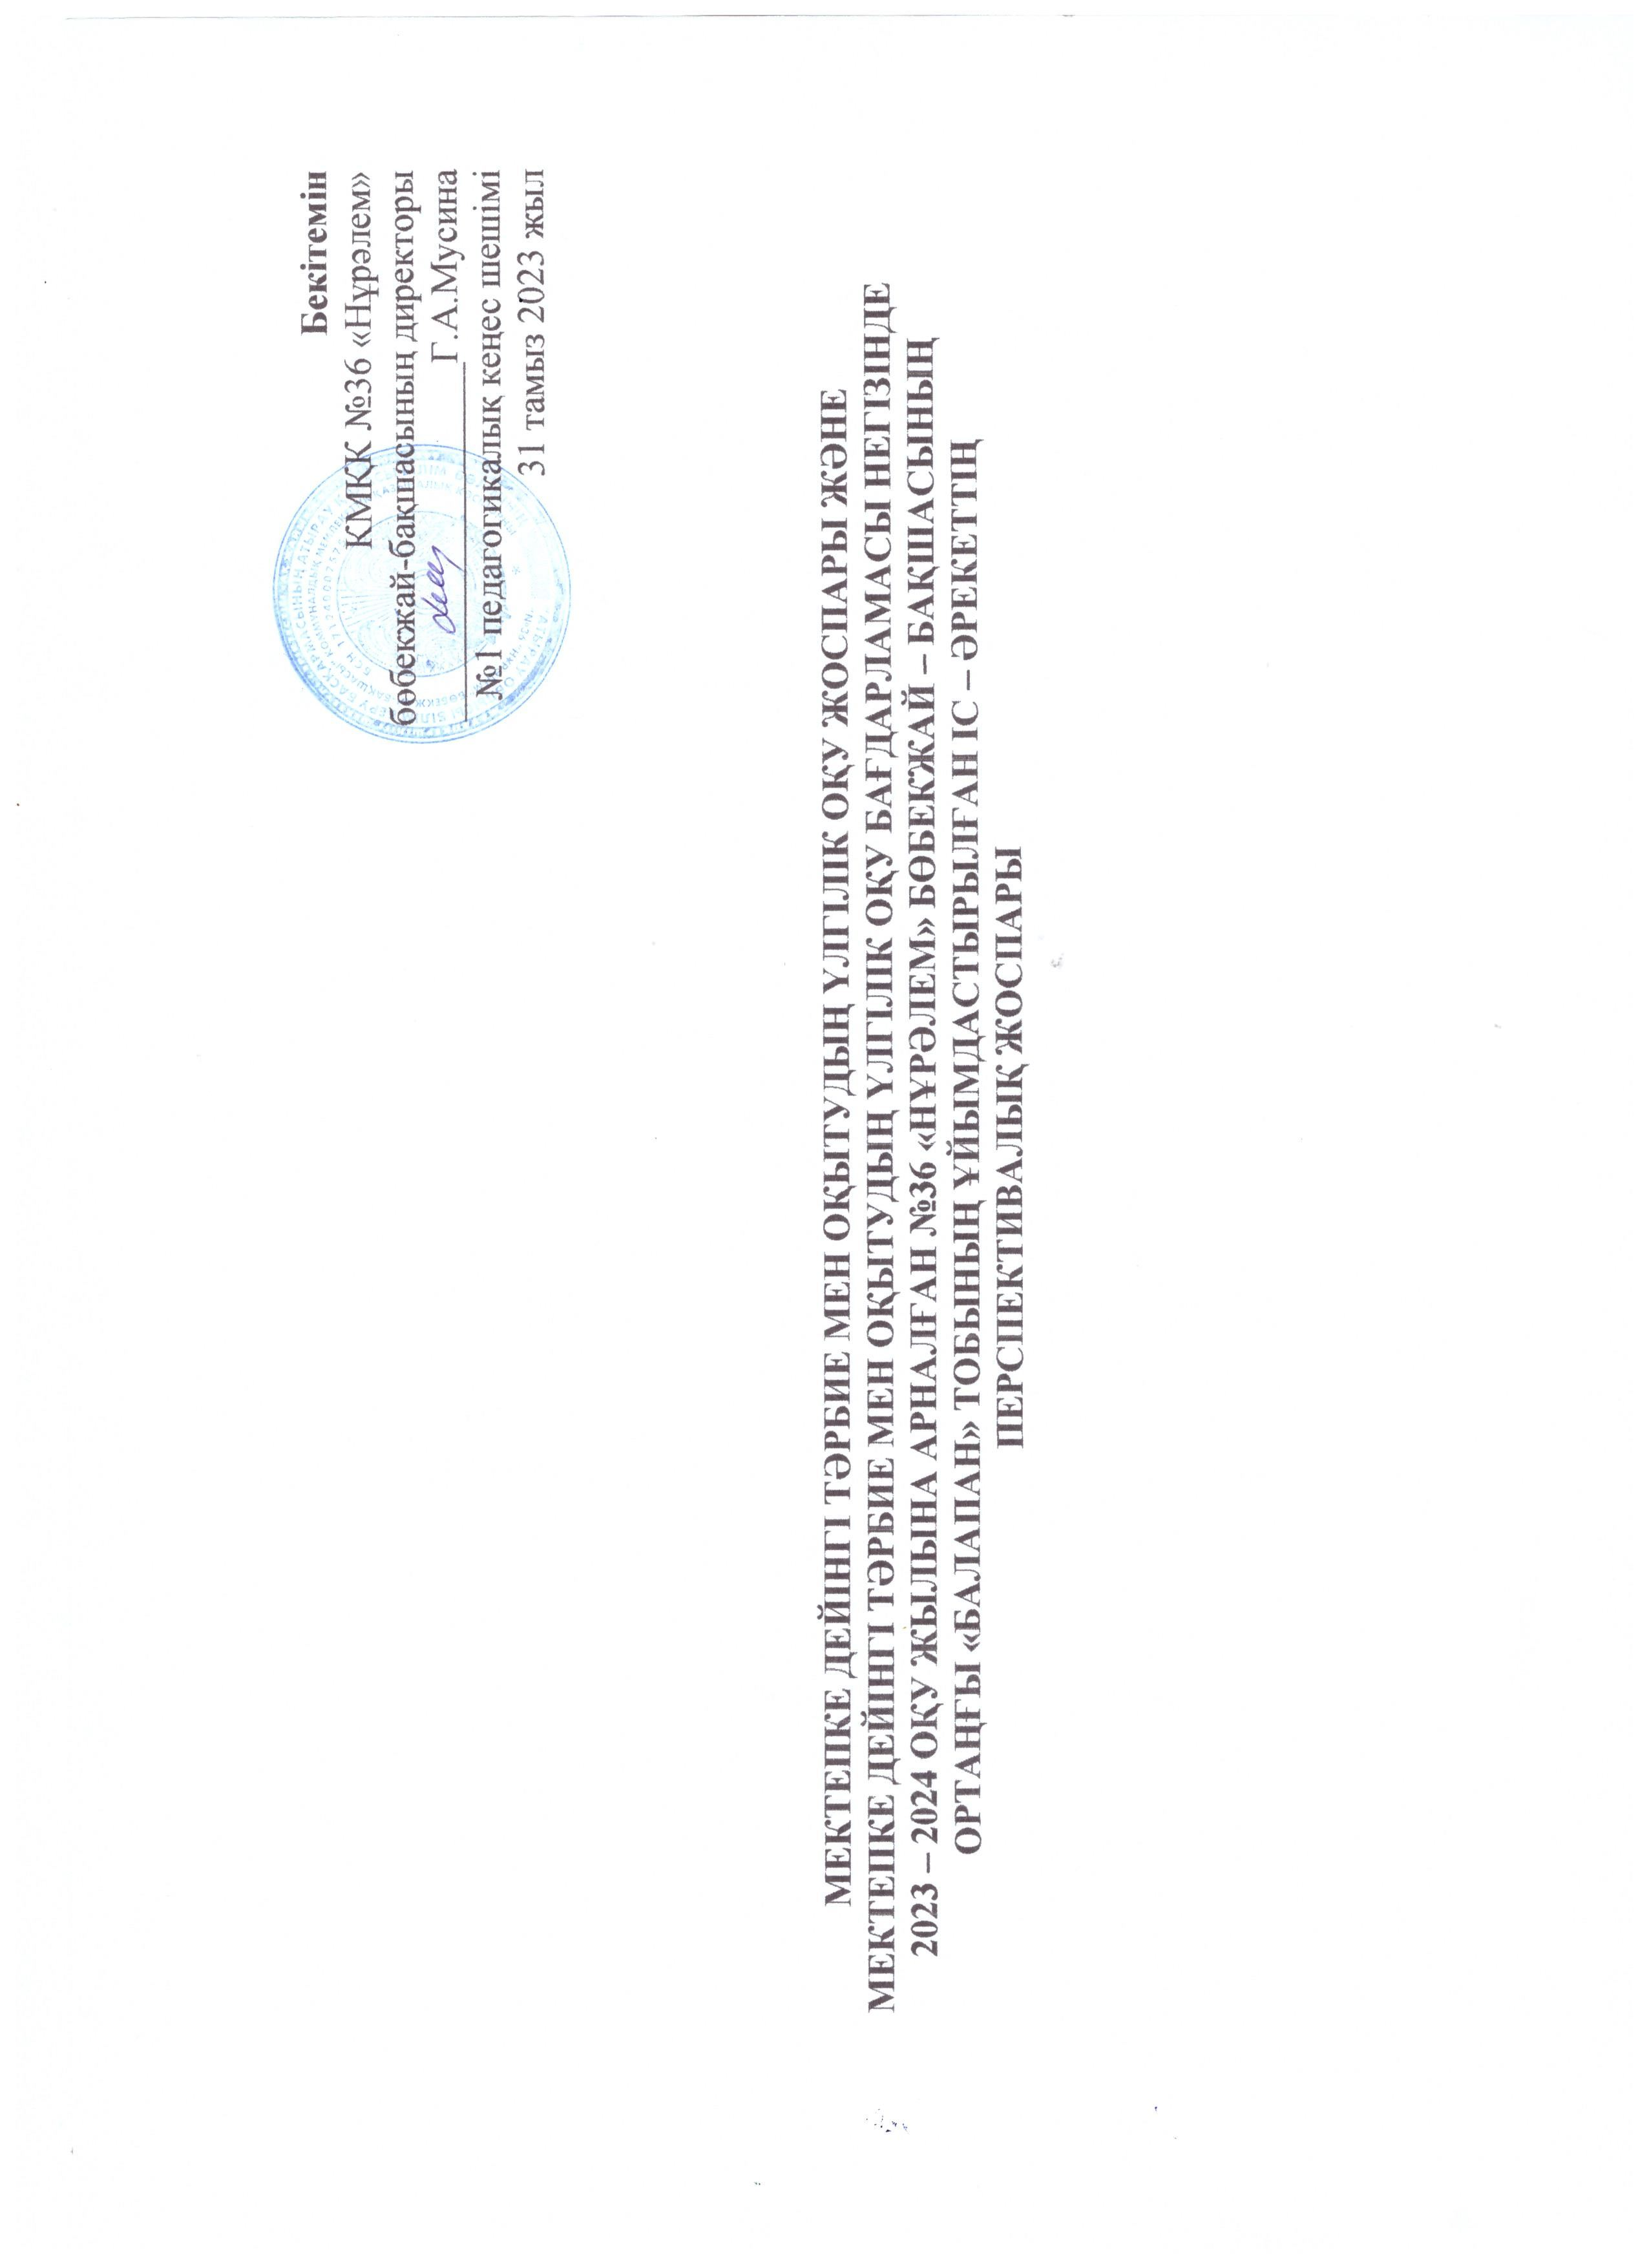 Бекітемін
КМҚК №36 «Нұрәлем»
бөбекжай-бақшасының директоры
Г.А.Мусина
№1 педагогикалық кеңес шешімі
31 тамыз 2023 жыл
МЕКТЕПКЕ ДЕЙІНГІ ТӘРБИЕ МЕН ОҚЫТУДЫҢ ҮЛГІЛІК ОҚУ ЖОСПАРЫ ЖӘНЕ
МЕКТЕПКЕ ДЕЙІНГІ ТӘРБИЕ МЕН ОҚЫТУДЫҢ ҮЛГІЛІК ОҚУ БАҒДАРЛАМАСЫ НЕГІЗІНДЕ
2023 – 2024 ОҚУ ЖЫЛЫНА АРНАЛҒАН №36 «НҰРӘЛЕМ» БӨБЕКЖАЙ – БАҚШАСЫНЫҢ
ОРТАҢҒЫ «БАЛАПАН» ТОБЫНЫҢ ҰЙЫМДАСТЫРЫЛҒАН ІС – ӘРЕКЕТТІҢ
ПЕРСПЕКТИВАЛЫҚ ЖОСПАРЫ